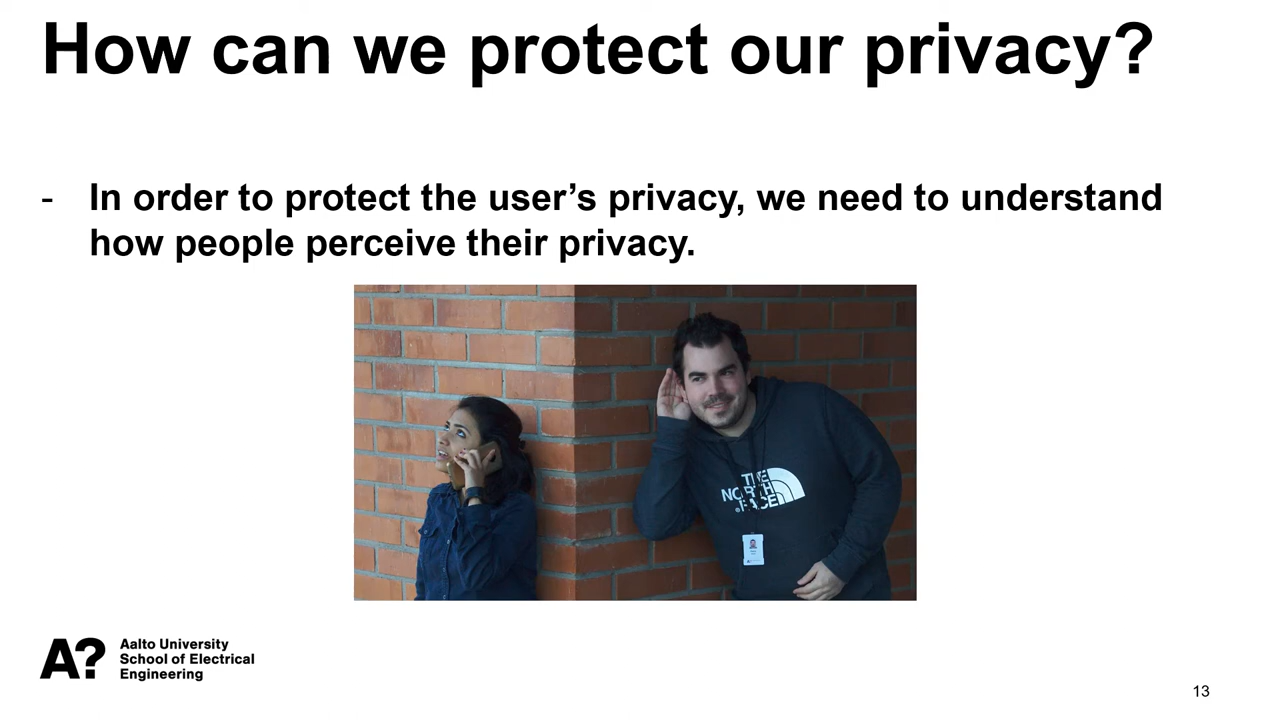 How can we protect our privacy?
- In order to protect the user’s privacy, we need to understand
how people perceive their privacy.
THE
NORTH
FACE
A?
Aalto University
School of Electrical
Engineering
13